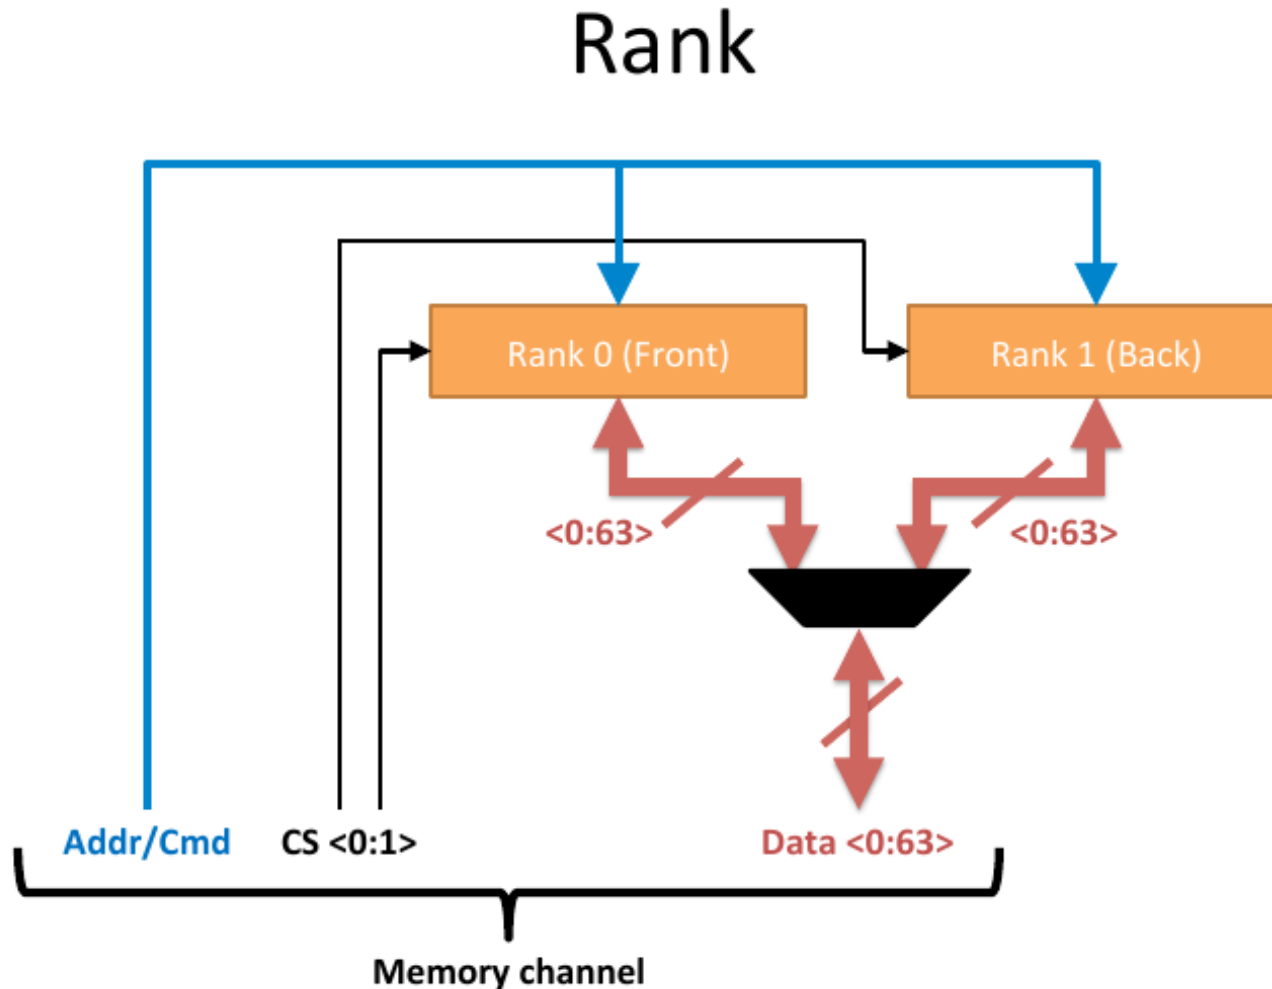 Rank
Rank 0 (Front)
Rank 1 (Back)
<0:63>
<0:63>
Addr/Cmd
CS <0:1>
Data <0:63>
Memory channel